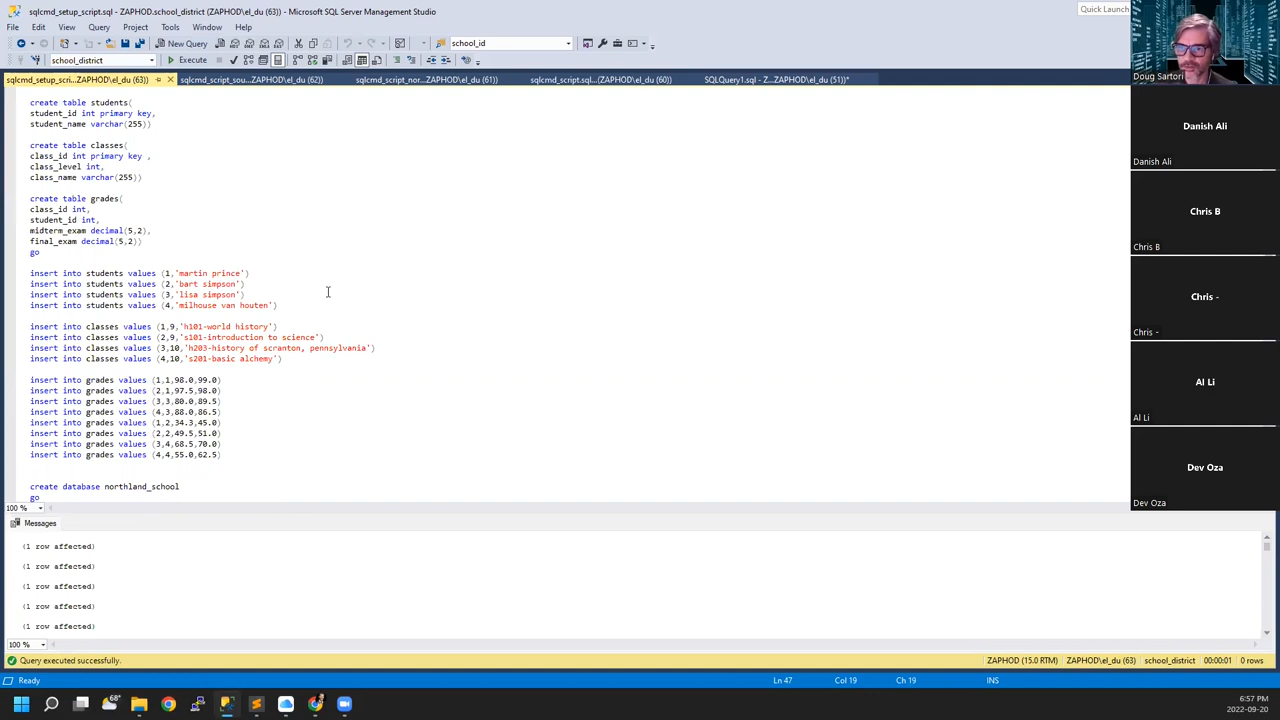 sqlcmd_setup_script.sql - ZAPHOD.school_district (ZAPHOD\el_du (63)) - Microsoft SQL Server Management Studio
Quick Launch
File Edit View Query Project Tools Window Help
New Query
school_id
school_district
Execute
sqlcmd_setup_scri...ZAPHOD\el_du (63)) sqlcmd_script_sou...ZAPHOD\el_du (62)) sqlcmd_script_nor...ZAPHOD\el_du (61)) sqlcmd_script.sql...(ZAPHOD\el_du (60)) SQLQuery1.sql - Z...ZAPHOD\el_du (51))*
create table students(
student_id int primary key,
student_name varchar(255))
create table classes(
class_id int primary key ,
class_level int,
class_name varchar(255))
create table grades(
class_id int,
student_id int,
midterm_exam decimal(5,2),
final_exam decimal(5,2))
go
insert into students values (1,'martin prince')
insert into students values (2,'bart simpson')
insert into students values (3,'lisa simpson')
insert into students values (4,'milhouse van houten')
insert into classes values (1,9,'h101-world history')
insert into classes values (2,9,'s101-introduction to science')
insert into classes values (3,10,'h203-history of scranton, pennsylvania')
insert into classes values (4,10,'s201-basic alchemy')
insert into grades values (1,1,98.0,99.0)
insert into grades values (2,1,97.5,98.0)
insert into grades values (3,3,80.0,89.5)
insert into grades values (4,3,88.0,86.5)
insert into grades values (1,2,34.3,45.0)
insert into grades values (2,2,49.5,51.0)
insert into grades values (3,4,68.5,70.0)
insert into grades values (4,4,55.0,62.5)
create database northland_school
go
100 %
Messages
(1 row affected)
(1 row affected)
(1 row affected)
(1 row affected)
(1 row affected)
100 %
Query executed successfully. ZAPHOD (15.0 RTM) ZAPHOD\el_du (63) school_district 00:00:01 0 rows
Ready Ln 47 Col 19 Ch 19 INS
68°
6:57 PM
2022-09-20
Doug Sartori
Danish Ali
Danish Ali
Chris B
Chris B
Chris -
Chris -
Al Li
Al Li
Dev Oza
Dev Oza